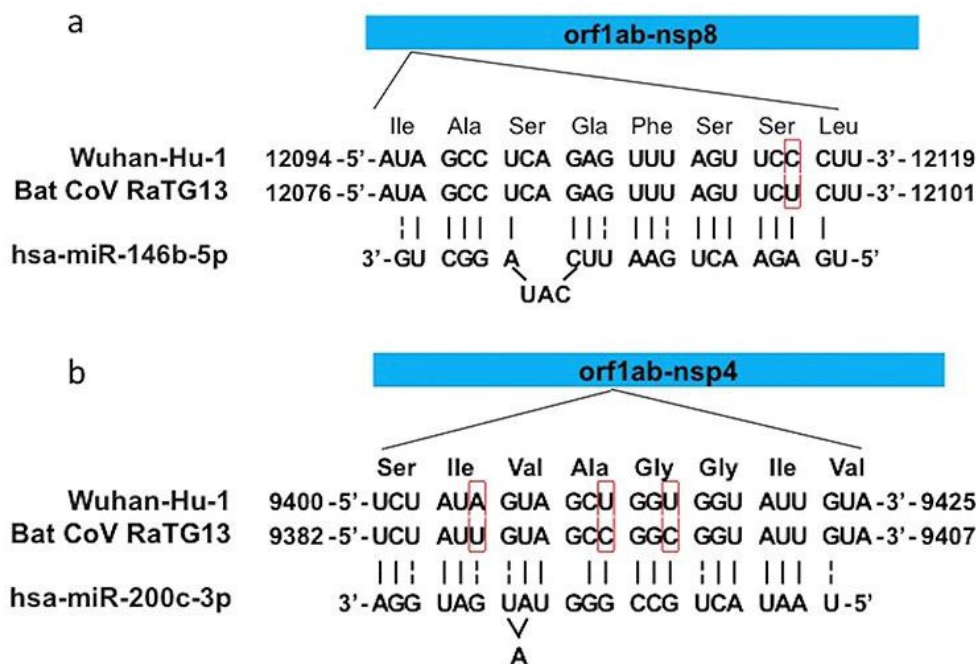 a
orf1ab-nsp8
Ile Ala Ser Gla Phe Ser Ser Leu
Wuhan-Hu-1 12094 -5’-AUA GCC UCA GAG UUU AGU UCC CUU -3’- 12119
Bat CoV RaTG13 12076 -5’-AUA GCC UCA GAG UUU AGU UCU CUU -3’- 12101
hsa-miR-146b-5p 3’-GU CGG A CUU AAG UCA AGA GU-5’
UAC
b
orf1ab-nsp4
Ser Ile Val Ala Gly Gly Ile Val
Wuhan-Hu-1 9400 -5’- UCU AUA GUA GCU GGU GGU AUU GUA -3’-9425
Bat CoV RaTG13 9382 -5’- UCU AUU GUA GCC GGC GGU AUU GUA -3’-9407
hsa-miR-200c-3p 3’-AGG UAG UAU GGG CCG UCA UAA U-5’
A